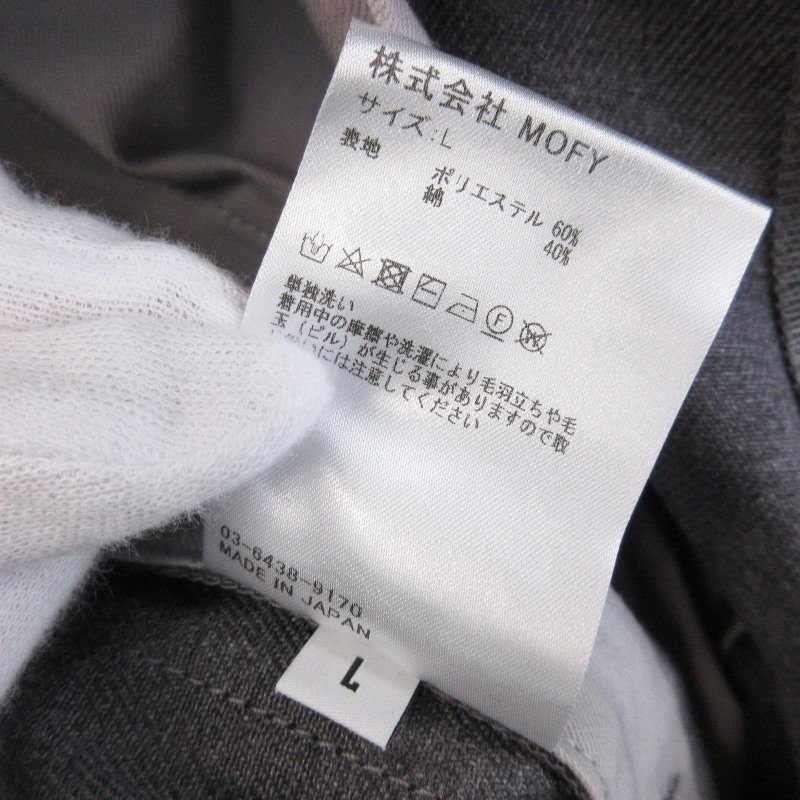 株式会社 MOFY
サイズ:L
表地
ポリエステル 60%
綿 40%
F
W
単独洗い
着用中の摩擦や洗濯により毛羽立ちや毛
玉(ピル)が生じる事がありますので取
には注意してください
03-6438-9170
MADE IN JAPAN
L